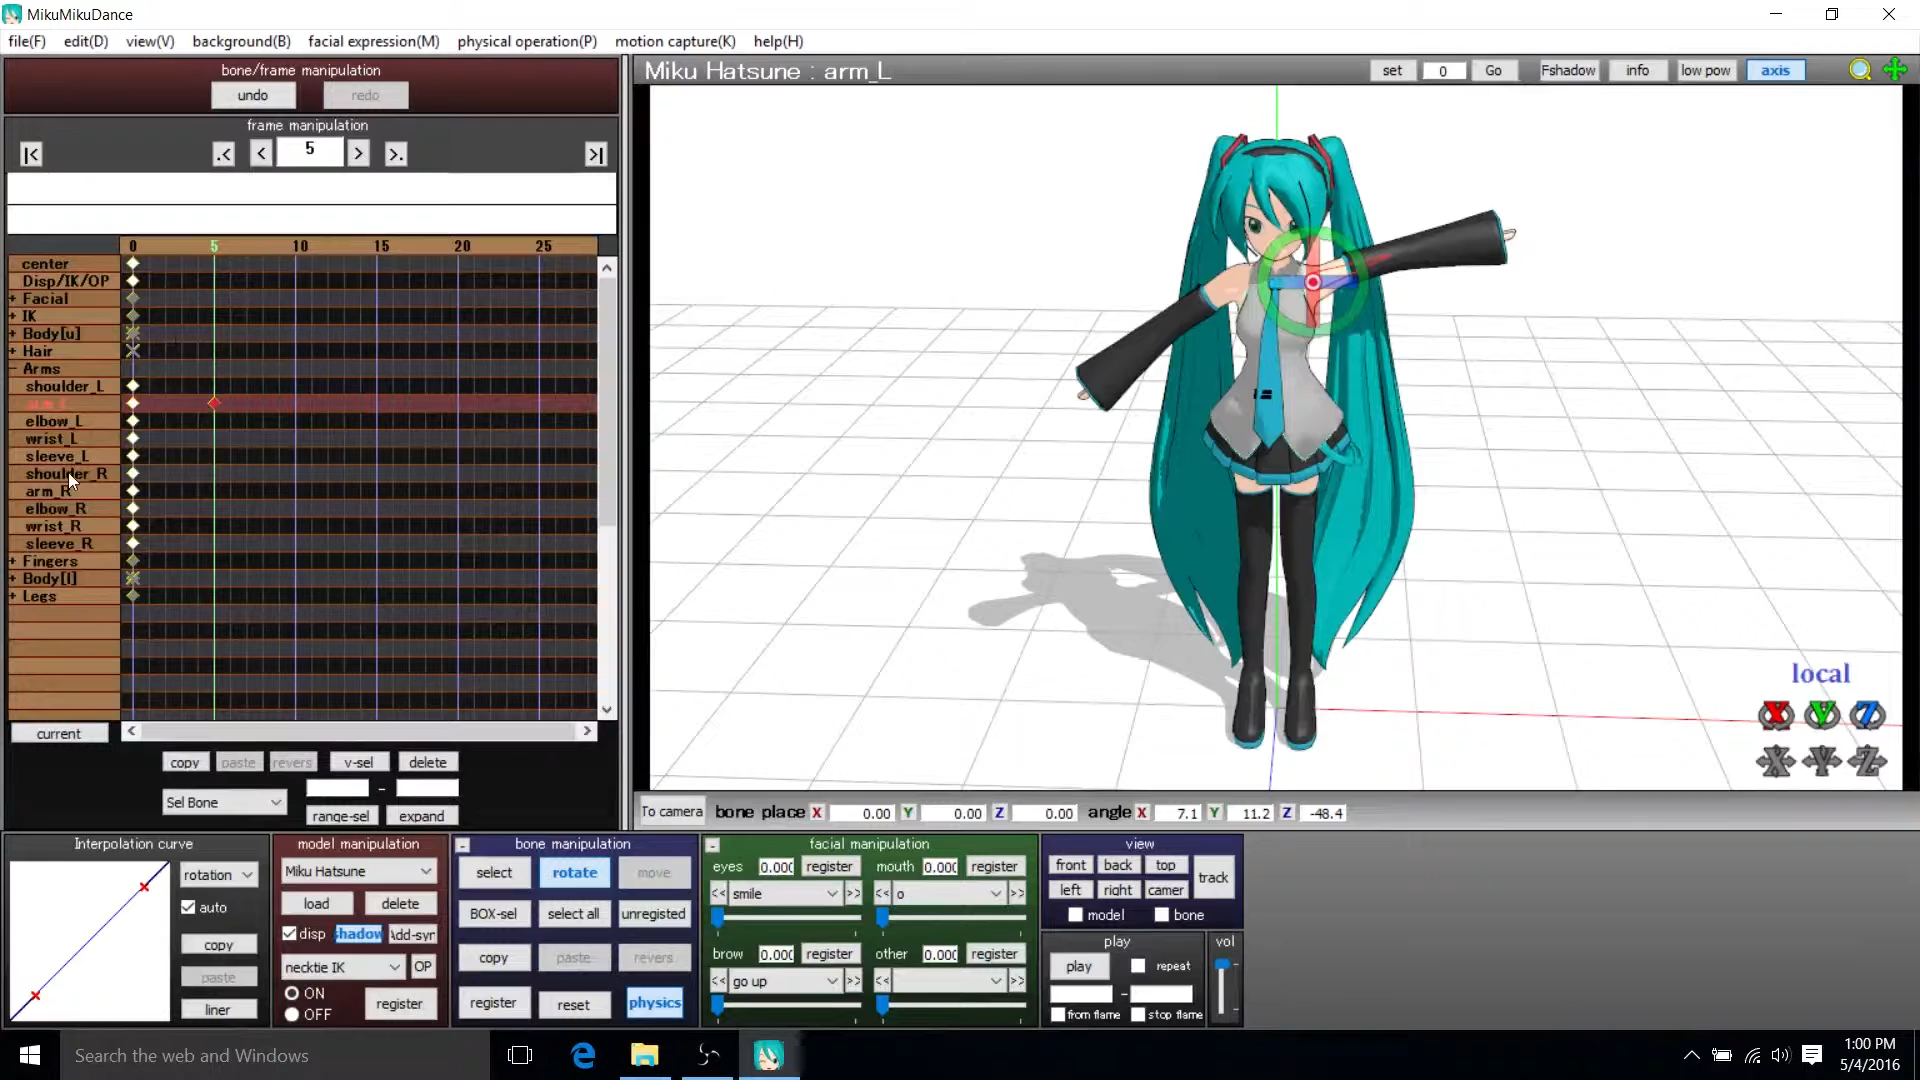 MikuMikuDance
file(F) edit(D) view(V) background(B) facial expression(M) physical operation(P) motion capture(K) help(H)
bone/frame manipulation
undo redo
frame manipulation
|< .< < 5 > >. >|
0 5 10 15 20 25
center
Disp/IK/OP
+ Facial
+ IK
+ Body[u]
+ Hair
- Arms
shoulder_L
arm_L
elbow_L
wrist_L
sleeve_L
shoulder_R
arm_R
elbow_R
wrist_R
sleeve_R
+ Fingers
+ Body[l]
+ Legs
current < >
copy paste revers v-sel delete
-
Sel Bone range-sel expand
Miku Hatsune : arm_L set 0 Go Fshadow info low pow axis
local
X Y Z
X Y Z
To camera bone place X 0.00 Y 0.00 Z 0.00 angle X 7.1 Y 11.2 Z -48.4
Interpolation curve
rotation
auto
copy
paste
liner
model manipulation
Miku Hatsune
load delete
disp shadow Add-syn
necktie IK OP
ON
OFF
register
- bone manipulation
select rotate move
BOX-sel select all unregisted
copy paste revers
register reset physics
- facial manipulation
eyes 0.000 register mouth 0.000 register
<< smile >> << o >>
brow 0.000 register other 0.000 register
<< go up >> << >>
view
front back top
left right camer
track
model bone
play
play repeat
-
from flame stop flame
vol
Search the web and Windows
1:00 PM
5/4/2016